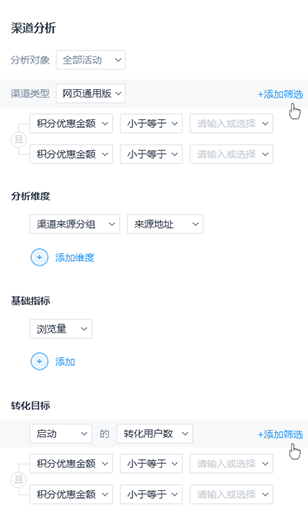 渠道分析
分析对象 全部活动
渠道类型 网页通用版 +添加筛选
积分优惠金额 小于等于 请输入或选择
且
积分优惠金额 小于等于 请输入或选择
分析维度
渠道来源分组 来源地址
+ 添加维度
基础指标
浏览量
+ 添加
转化目标
启动 的 转化用户数 +添加筛选
积分优惠金额 小于等于 请输入或选择
且
积分优惠金额 小于等于 请输入或选择